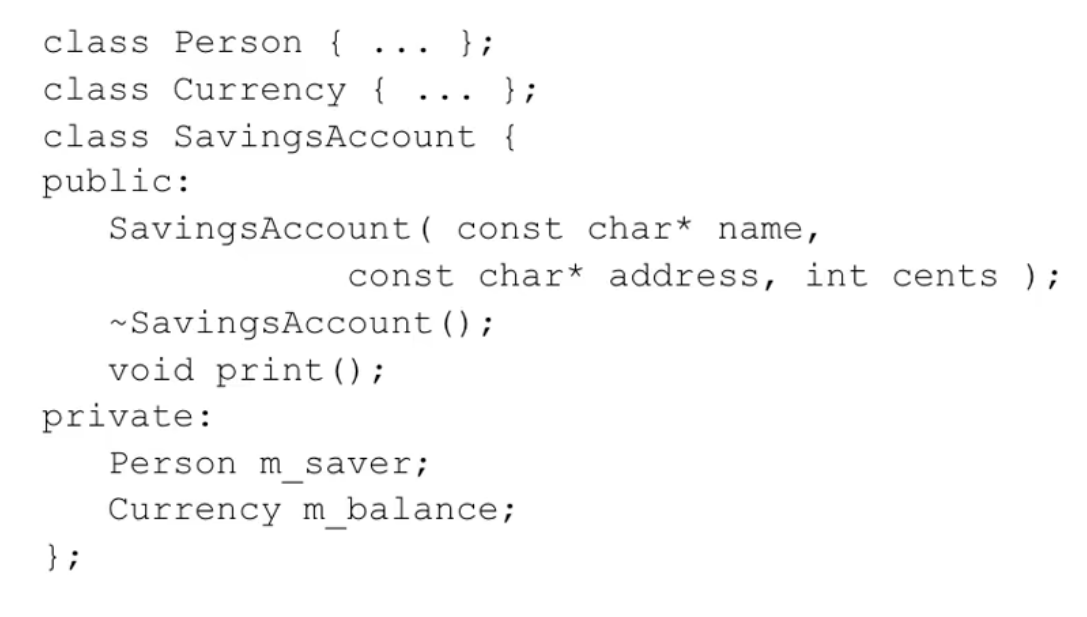 class Person { ... };
class Currency { ... };
class SavingsAccount {
public:
   SavingsAccount( const char* name,
              const char* address, int cents );
   ~SavingsAccount();
   void print();
private:
   Person m_saver;
   Currency m_balance;
};